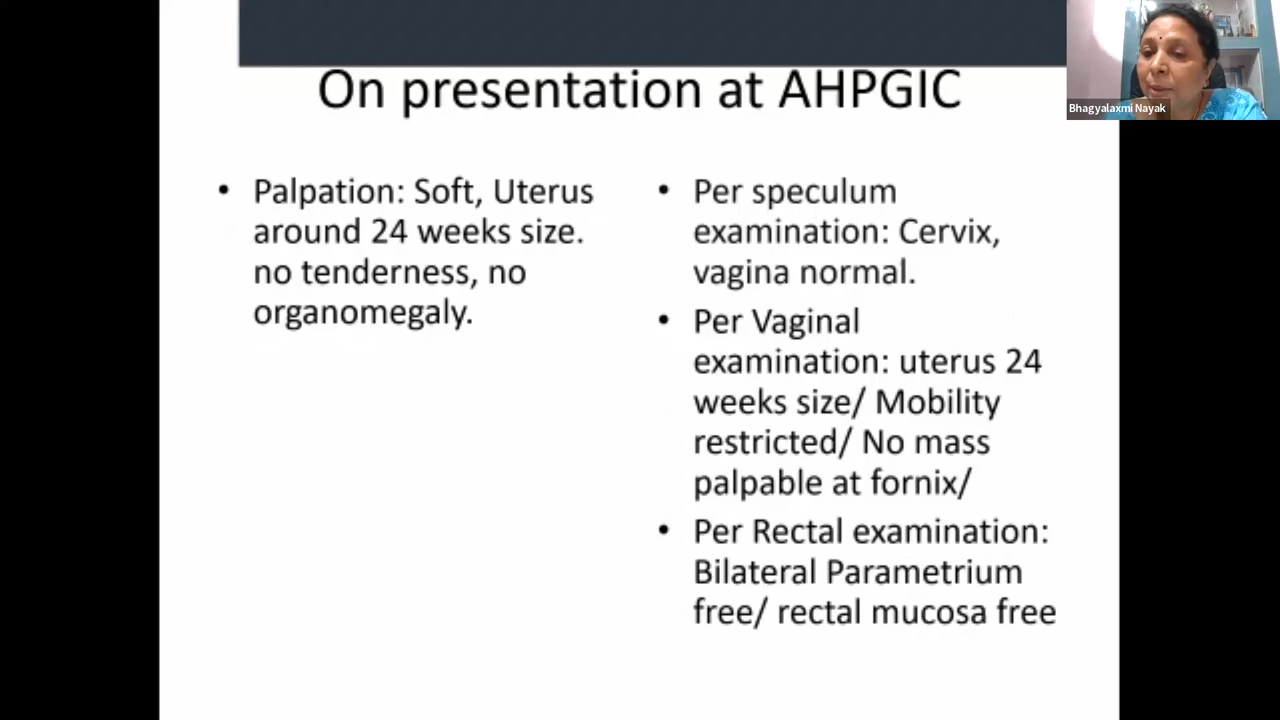 On presentation at AHPGIC
Bhagyalaxmi Nayak
• Palpation: Soft, Uterus
around 24 weeks size.
no tenderness, no
organomegaly.
• Per speculum
examination: Cervix,
vagina normal.
• Per Vaginal
examination: uterus 24
weeks size/ Mobility
restricted/ No mass
palpable at fornix/
• Per Rectal examination:
Bilateral Parametrium
free/ rectal mucosa free